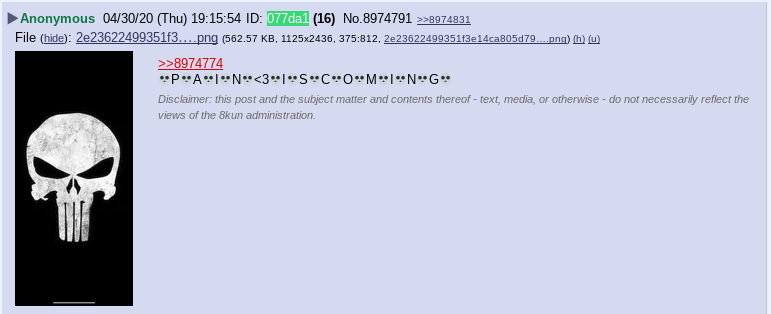 ▶Anonymous 04/30/20 (Thu) 19:15:54 ID: 077da1 (16) No.8974791 >>8974831
File (hide): 2e23622499351f3….png (562.57 KB, 1125x2436, 375:812, 2e23622499351f3e14ca805d79….png) (h) (u)
>>8974774
💀P💀A💀I💀N💀<3💀I💀S💀C💀O💀M💀I💀N💀G💀
Disclaimer: this post and the subject matter and contents thereof - text, media, or otherwise - do not necessarily reflect the
views of the 8kun administration.